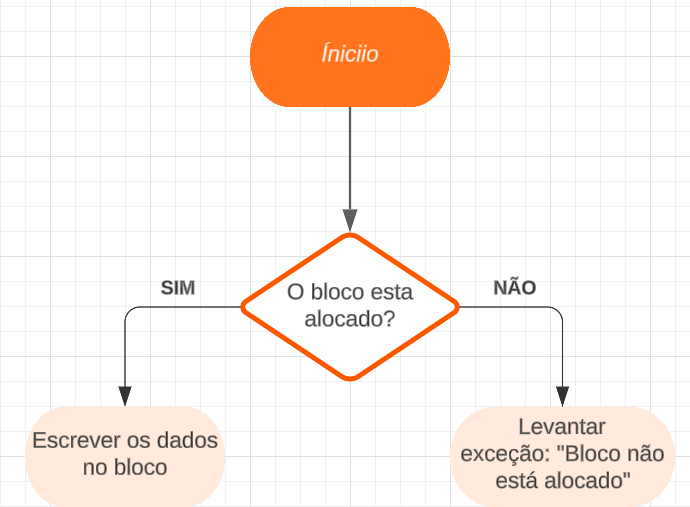 Íniciio
O bloco esta
alocado?
SIM
NÃO
Escrever os dados
no bloco
Levantar
exceção: "Bloco não
está alocado"